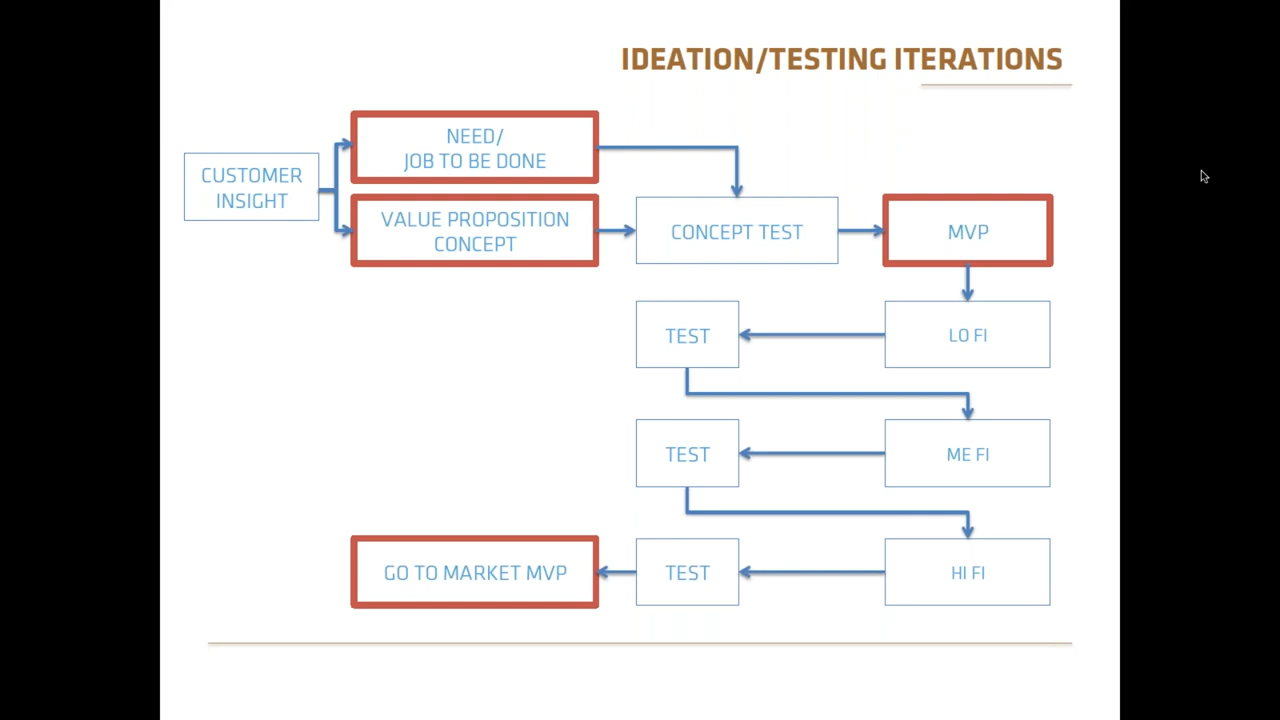 IDEATION/TESTING ITERATIONS
NEED/
JOB TO BE DONE
CUSTOMER
INSIGHT
VALUE PROPOSITION
CONCEPT
CONCEPT TEST
MVP
TEST
LO FI
TEST
ME FI
GO TO MARKET MVP
TEST
HI FI